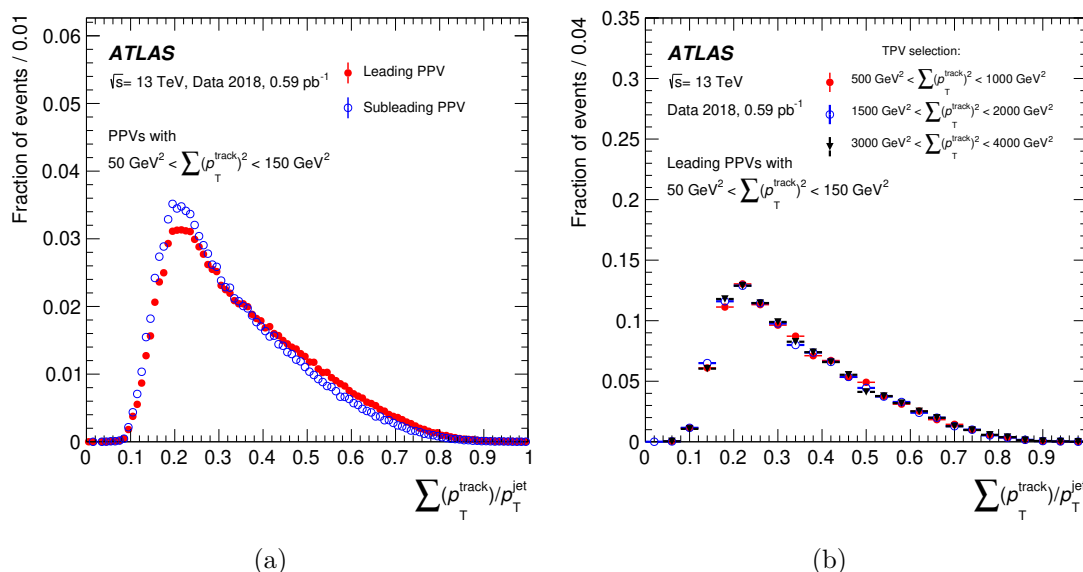 Fraction of events / 0.01
0.06
0.05
0.04
0.03
0.02
0.01
0
ATLAS
√s= 13 TeV, Data 2018, 0.59 pb⁻¹
Leading PPV
Subleading PPV
PPVs with
50 GeV² < ∑(p_T^track)² < 150 GeV²
0 0.1 0.2 0.3 0.4 0.5 0.6 0.7 0.8 0.9 1
∑(p_T^track)/p_T^jet
(a)
Fraction of events / 0.04
0.35
0.3
0.25
0.2
0.15
0.1
0.05
0
ATLAS
√s= 13 TeV
Data 2018, 0.59 pb⁻¹
TPV selection:
500 GeV² < ∑(p_T^track)² < 1000 GeV²
1500 GeV² < ∑(p_T^track)² < 2000 GeV²
3000 GeV² < ∑(p_T^track)² < 4000 GeV²
Leading PPVs with
50 GeV² < ∑(p_T^track)² < 150 GeV²
0 0.1 0.2 0.3 0.4 0.5 0.6 0.7 0.8 0.9
∑(p_T^track)/p_T^jet
(b)